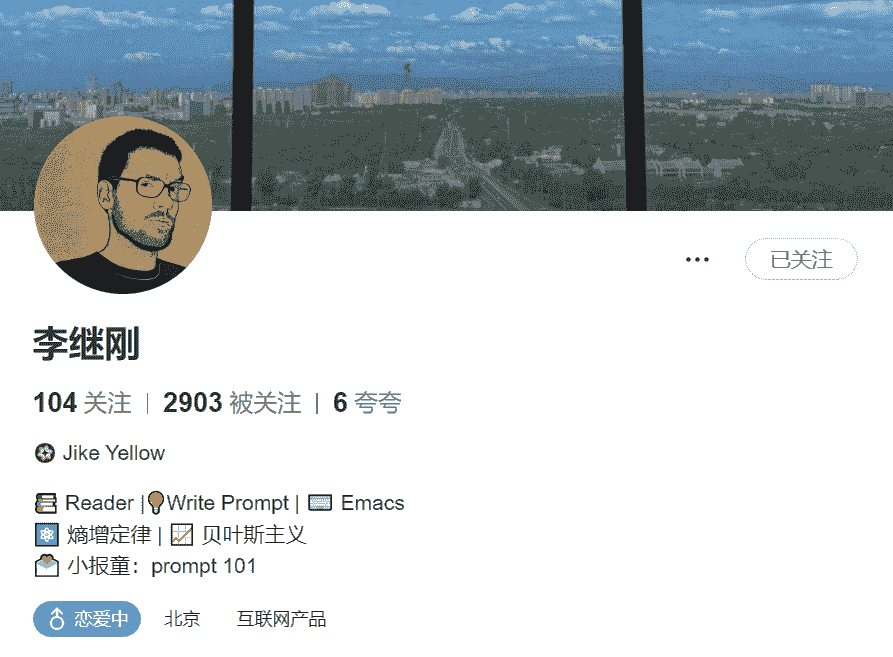 已关注
李继刚
104 关注 | 2903 被关注 | 6 夸夸
Jike Yellow
Reader | Write Prompt | Emacs
熵增定律 | 贝叶斯主义
小报童：prompt 101
恋爱中 北京 互联网产品